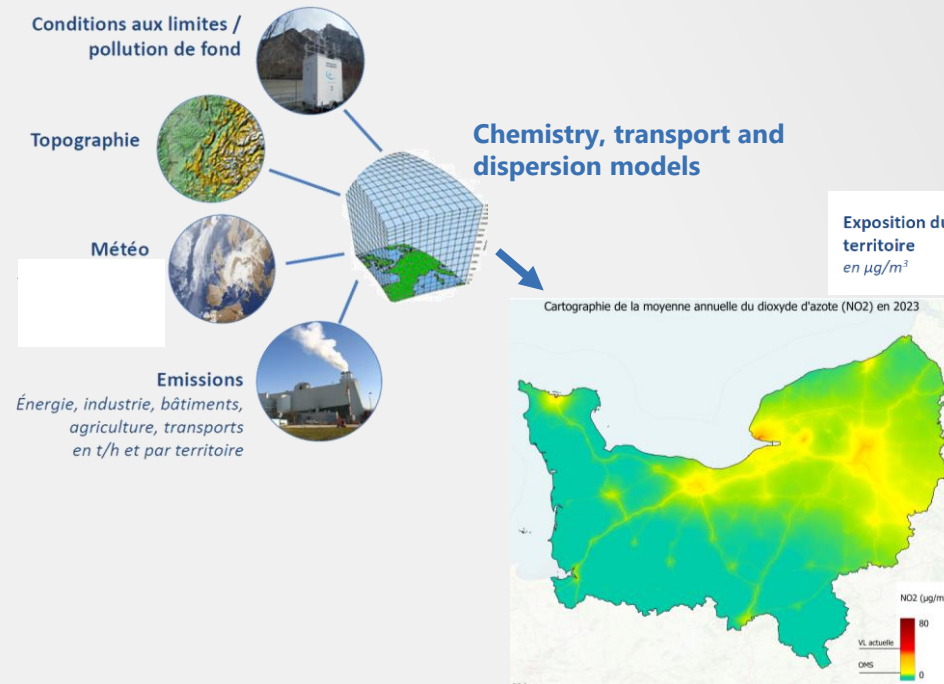 Conditions aux limites /
pollution de fond
Topographie
Météo
Emissions
Énergie, industrie, bâtiments,
agriculture, transports
en t/h et par territoire
Chemistry, transport and
dispersion models
Exposition du
territoire
en µg/m³
Cartographie de la moyenne annuelle du dioxyde d'azote (NO2) en 2023
NO2 (µg/m
80
VL actuelle
OMS
0